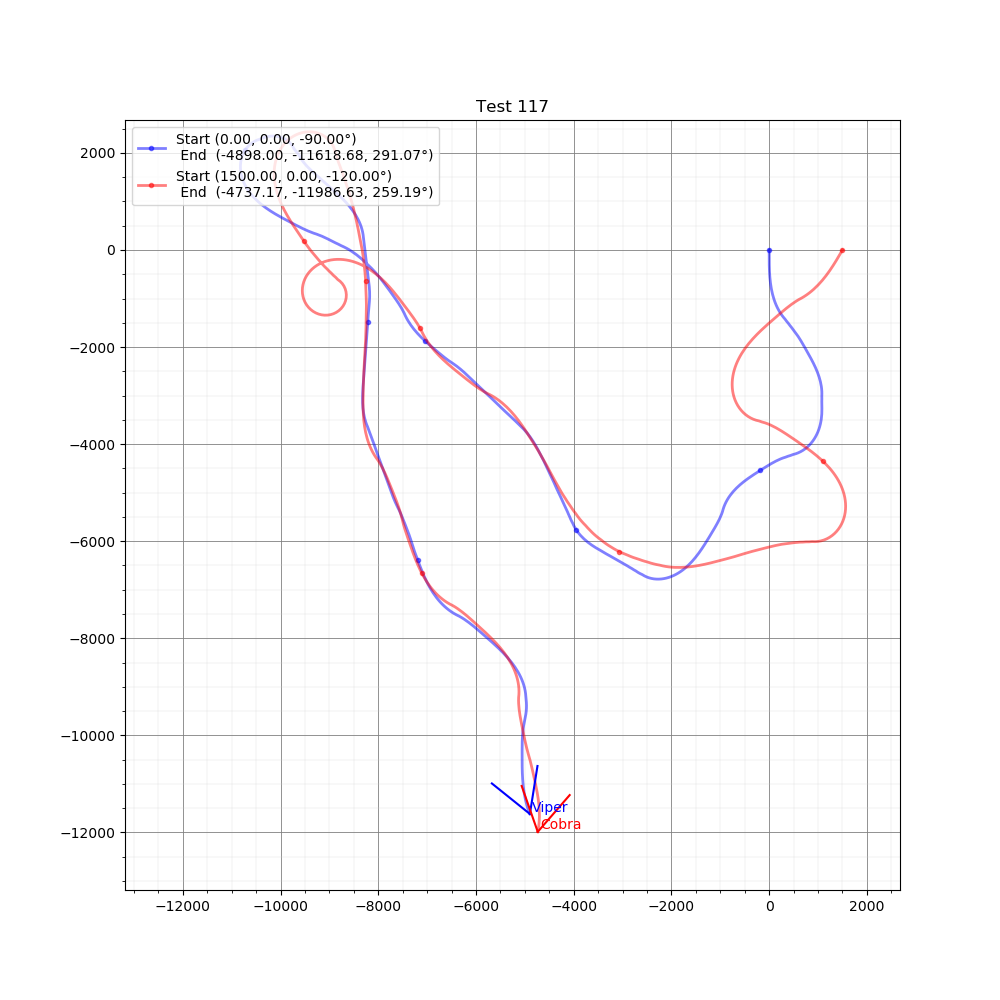 Test 117
Start (0.00, 0.00, -90.00°)
End (-4898.00, -11618.68, 291.07°)
Start (1500.00, 0.00, -120.00°)
End (-4737.17, -11986.63, 259.19°)
2000
0
−2000
−4000
−6000
−8000
−10000
−12000
Viper
Cobra
−12000 −10000 −8000 −6000 −4000 −2000 0 2000